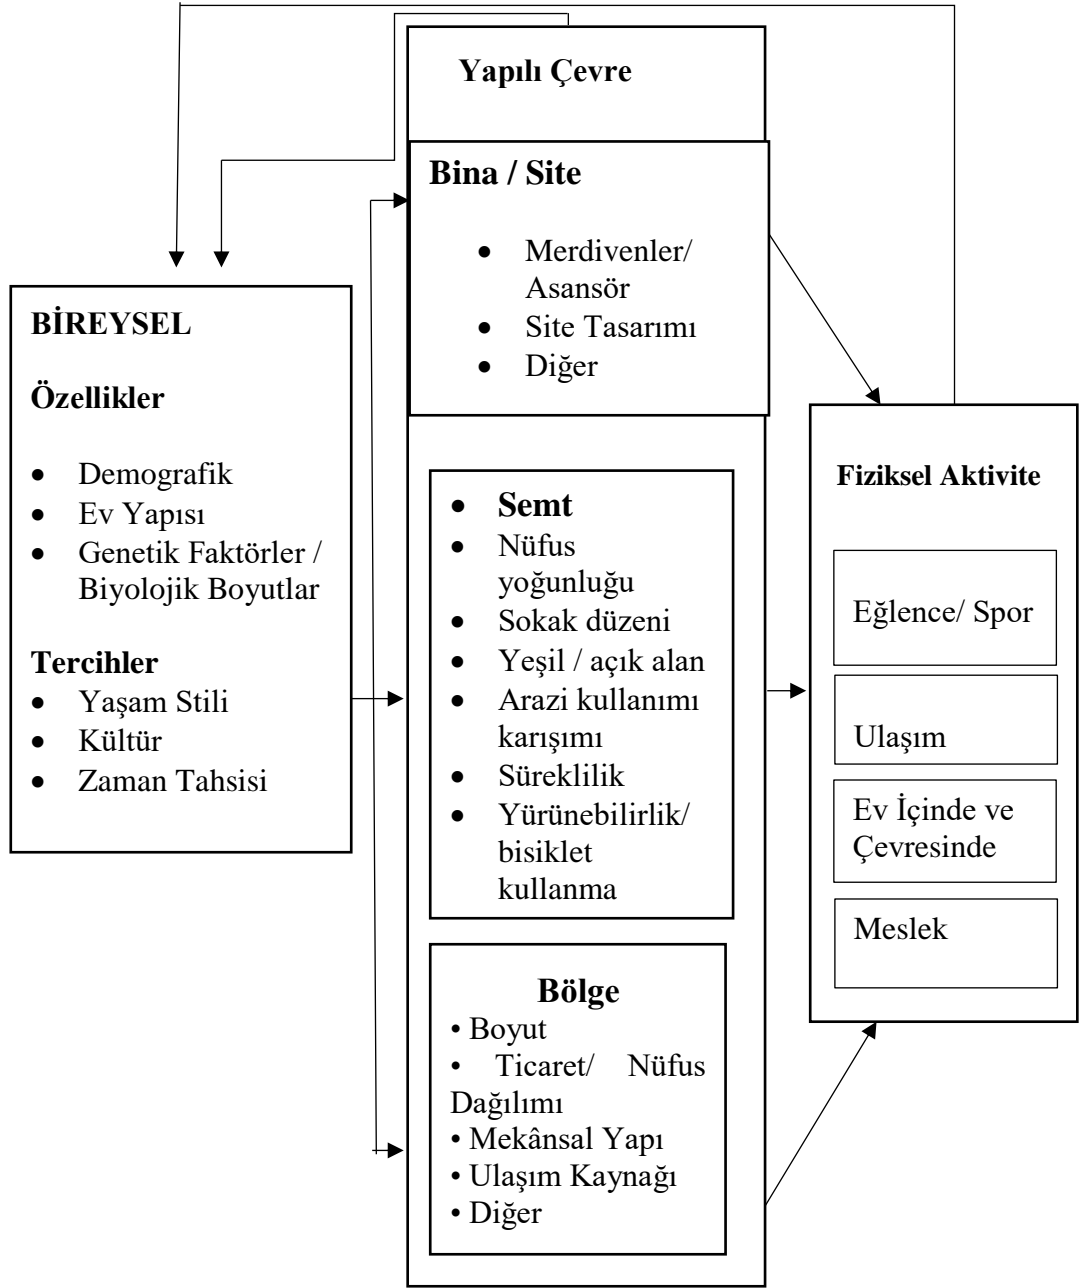 Yapılı Çevre
Bina / Site
• Merdivenler/
Asansör
• Site Tasarımı
• Diğer
BİREYSEL
Özellikler
• Demografik
• Ev Yapısı
• Genetik Faktörler /
Biyolojik Boyutlar
Tercihler
• Yaşam Stili
• Kültür
• Zaman Tahsisi
• Semt
• Nüfus
yoğunluğu
• Sokak düzeni
• Yeşil / açık alan
• Arazi kullanımı
karışımı
• Süreklilik
• Yürünebilirlik/
bisiklet
kullanma
Bölge
• Boyut
• Ticaret/ Nüfus
Dağılımı
• Mekânsal Yapı
• Ulaşım Kaynağı
• Diğer
Fiziksel Aktivite
Eğlence/ Spor
Ulaşım
Ev İçinde ve
Çevresinde
Meslek